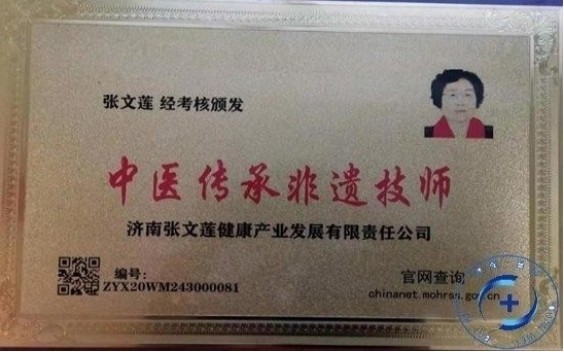 张文莲 经考核颁发
中医传承非遗技师
济南张文莲健康产业发展有限责任公司
编号:
ZYX20WM243000081
官网查询
chinanet.mohrss.gov.cn